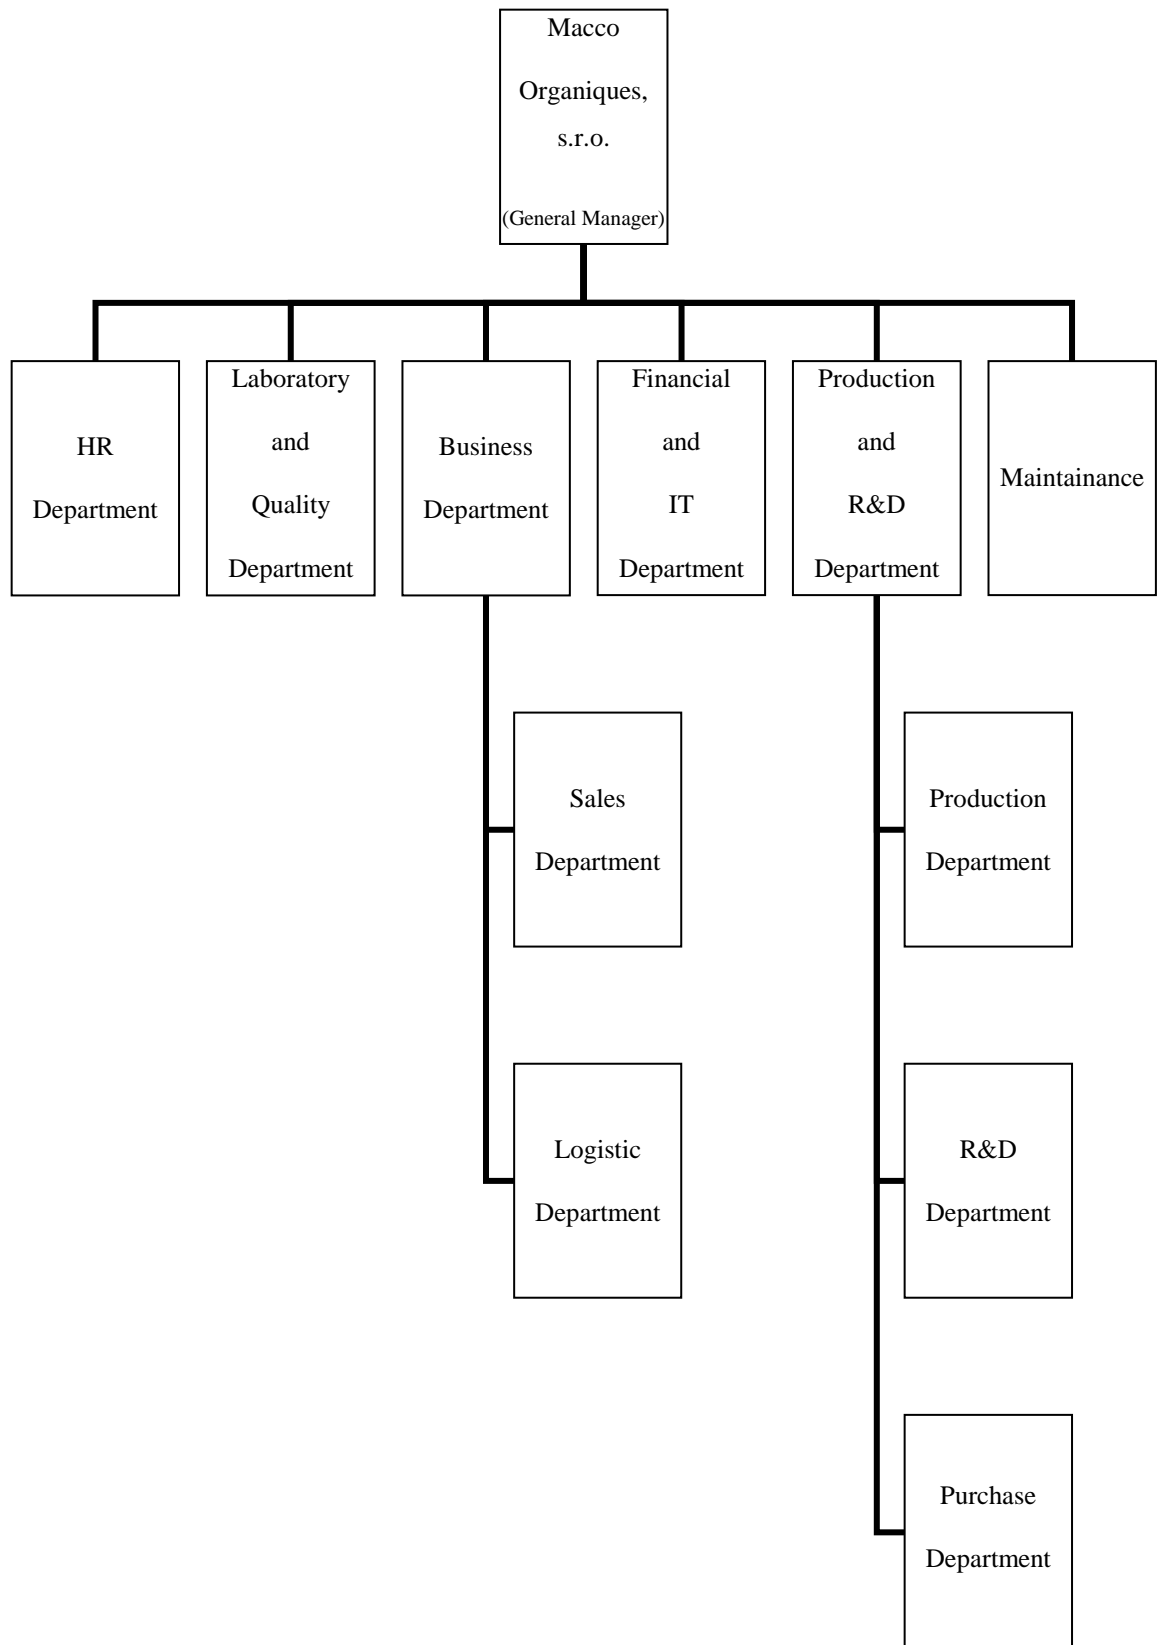 Macco
Organiques,
s.r.o.
(General Manager)
HR
Department
Laboratory
and
Quality
Department
Business
Department
Financial
and
IT
Department
Production
and
R&D
Department
Maintainance
Sales
Department
Production
Department
Logistic
Department
R&D
Department
Purchase
Department